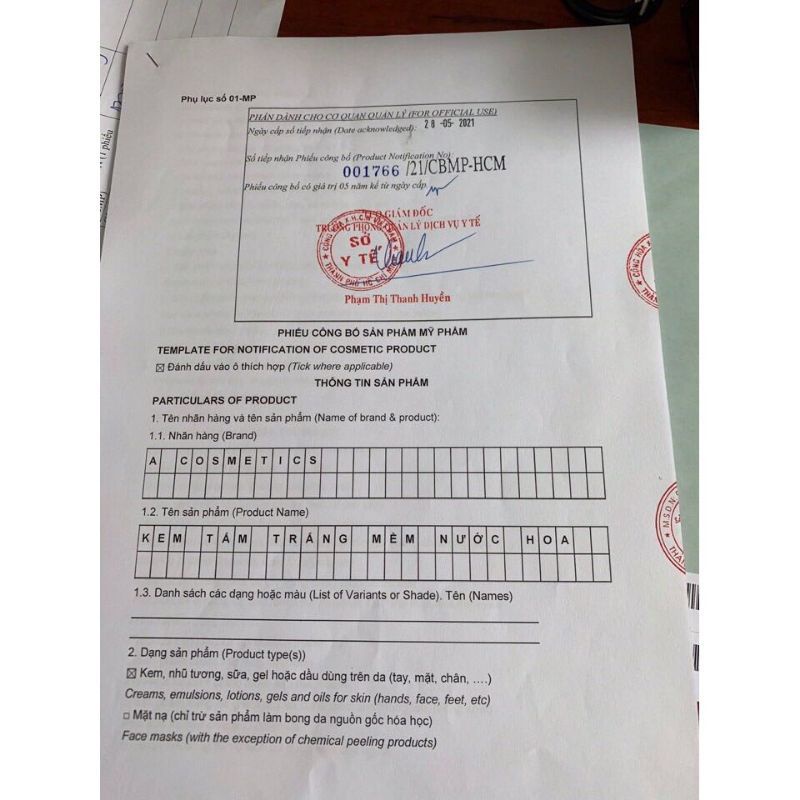 Phụ lục số 01-MP
PHẦN DÀNH CHO CƠ QUAN QUẢN LÝ (FOR OFFICIAL USE)
Ngày cấp số tiếp nhận (Date acknowledged): 28-05-2021
Số tiếp nhận Phiếu công bố (Product Notification No):
001766 /21/CBMP-HCM
Phiếu công bố có giá trị 05 năm kể từ ngày cấp
GIÁM ĐỐC
TRƯỞNG PHÒNG QUẢN LÝ DỊCH VỤ Y TẾ
SỞ
Y TẾ
THÀNH PHỐ HỒ CHÍ
Phạm Thị Thanh Huyền
PHIẾU CÔNG BỐ SẢN PHẨM MỸ PHẨM
TEMPLATE FOR NOTIFICATION OF COSMETIC PRODUCT
☒ Đánh dấu vào ô thích hợp (Tick where applicable)
THÔNG TIN SẢN PHẨM
PARTICULARS OF PRODUCT
1. Tên nhãn hàng và tên sản phẩm (Name of brand & product):
1.1. Nhãn hàng (Brand)
A COSMETICS
1.2. Tên sản phẩm (Product Name)
KEM TẮM TRẮNG MỀM NƯỚC HOA
1.3. Danh sách các dạng hoặc màu (List of Variants or Shade). Tên (Names)
2. Dạng sản phẩm (Product type(s))
☒ Kem, nhũ tương, sữa, gel hoặc dầu dùng trên da (tay, mặt, chân, ….)
Creams, emulsions, lotions, gels and oils for skin (hands, face, feet, etc)
□ Mặt nạ (chỉ trừ sản phẩm làm bong da nguồn gốc hóa học)
Face masks (with the exception of chemical peeling products)